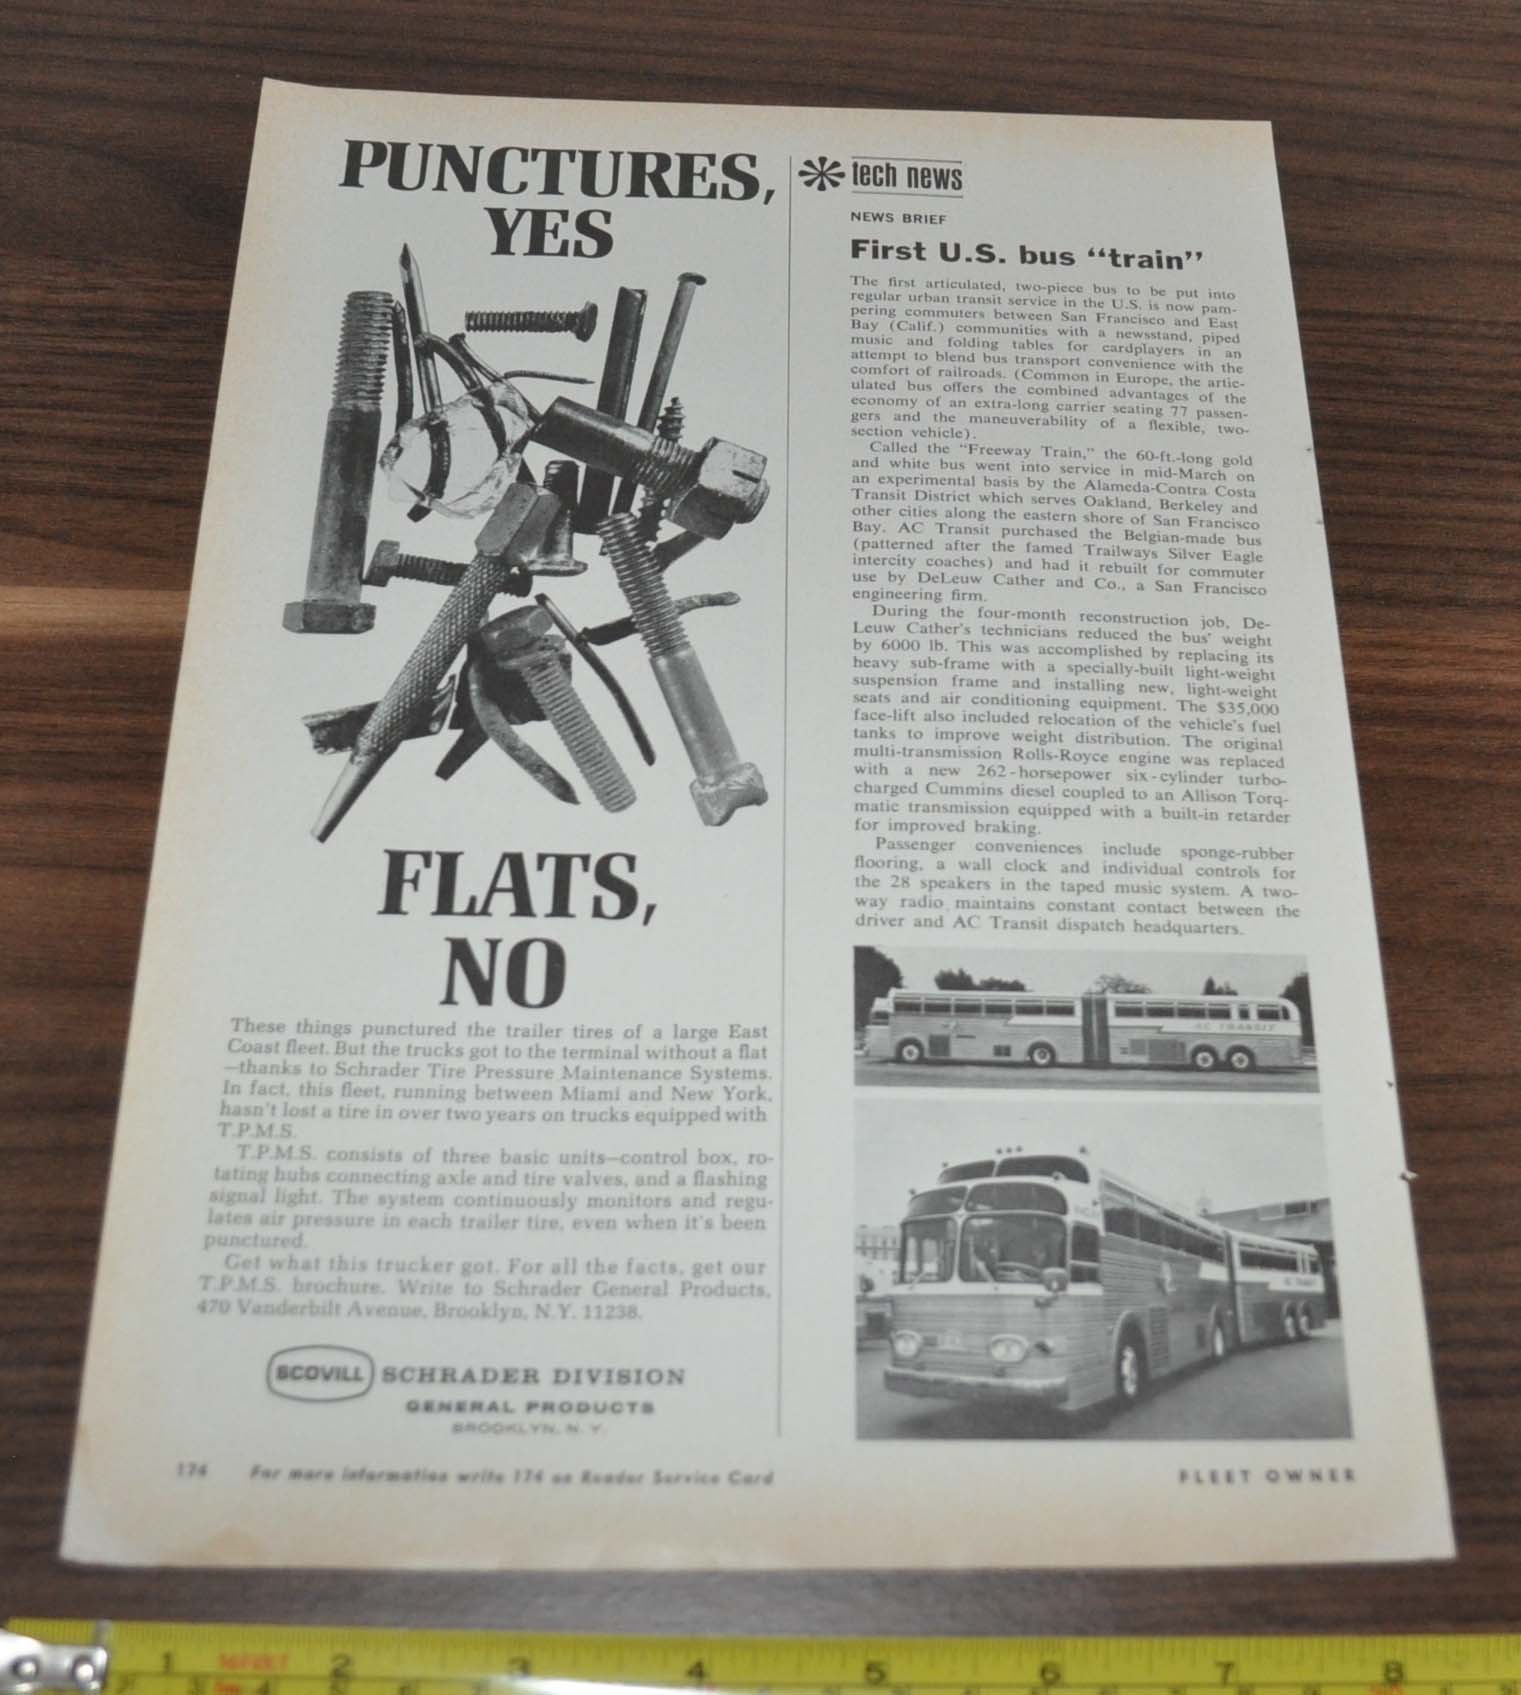 PUNCTURES,
YES
FLATS,
NO
These things punctured the trailer tires of a large East
Coast fleet. But the trucks got to the terminal without a flat
—thanks to Schrader Tire Pressure Maintenance Systems.
In fact, this fleet, running between Miami and New York,
hasn't lost a tire in over two years on trucks equipped with
T.P.M.S.
T.P.M.S. consists of three basic units—control box, ro-
tating hubs connecting axle and tire valves, and a flashing
signal light. The system continuously monitors and regu-
lates air pressure in each trailer tire, even when it's been
punctured.
Get what this trucker got. For all the facts, get our
T.P.M.S. brochure. Write to Schrader General Products,
470 Vanderbilt Avenue, Brooklyn, N.Y. 11238.
SCOVILL SCHRADER DIVISION
GENERAL PRODUCTS
BROOKLYN, N. Y.
174 For more information write 174 on Reader Service Card
tech news
NEWS BRIEF
First U.S. bus “train”
The first articulated, two-piece bus to be put into
regular urban transit service in the U.S. is now pam-
pering commuters between San Francisco and East
Bay (Calif.) communities with a newsstand, piped
music and folding tables for cardplayers in an
attempt to blend bus transport convenience with the
comfort of railroads. (Common in Europe, the artic-
ulated bus offers the combined advantages of the
economy of an extra-long carrier seating 77 passen-
gers and the maneuverability of a flexible, two-
section vehicle).
Called the “Freeway Train,” the 60-ft.-long gold
and white bus went into service in mid-March on
an experimental basis by the Alameda-Contra Costa
Transit District which serves Oakland, Berkeley and
other cities along the eastern shore of San Francisco
Bay. AC Transit purchased the Belgian-made bus
(patterned after the famed Trailways Silver Eagle
intercity coaches) and had it rebuilt for commuter
use by DeLeuw Cather and Co., a San Francisco
engineering firm.
During the four-month reconstruction job, De-
Leuw Cather's technicians reduced the bus' weight
by 6000 lb. This was accomplished by replacing its
heavy sub-frame with a specially-built light-weight
suspension frame and installing new, light-weight
seats and air conditioning equipment. The $35,000
face-lift also included relocation of the vehicle's fuel
tanks to improve weight distribution. The original
multi-transmission Rolls-Royce engine was replaced
with a new 262-horsepower six-cylinder turbo-
charged Cummins diesel coupled to an Allison Torq-
matic transmission equipped with a built-in retarder
for improved braking.
Passenger conveniences include sponge-rubber
flooring, a wall clock and individual controls for
the 28 speakers in the taped music system. A two-
way radio maintains constant contact between the
driver and AC Transit dispatch headquarters.
AC TRANSIT
FLEET OWNER
1 2 3 4 5 6 7 8